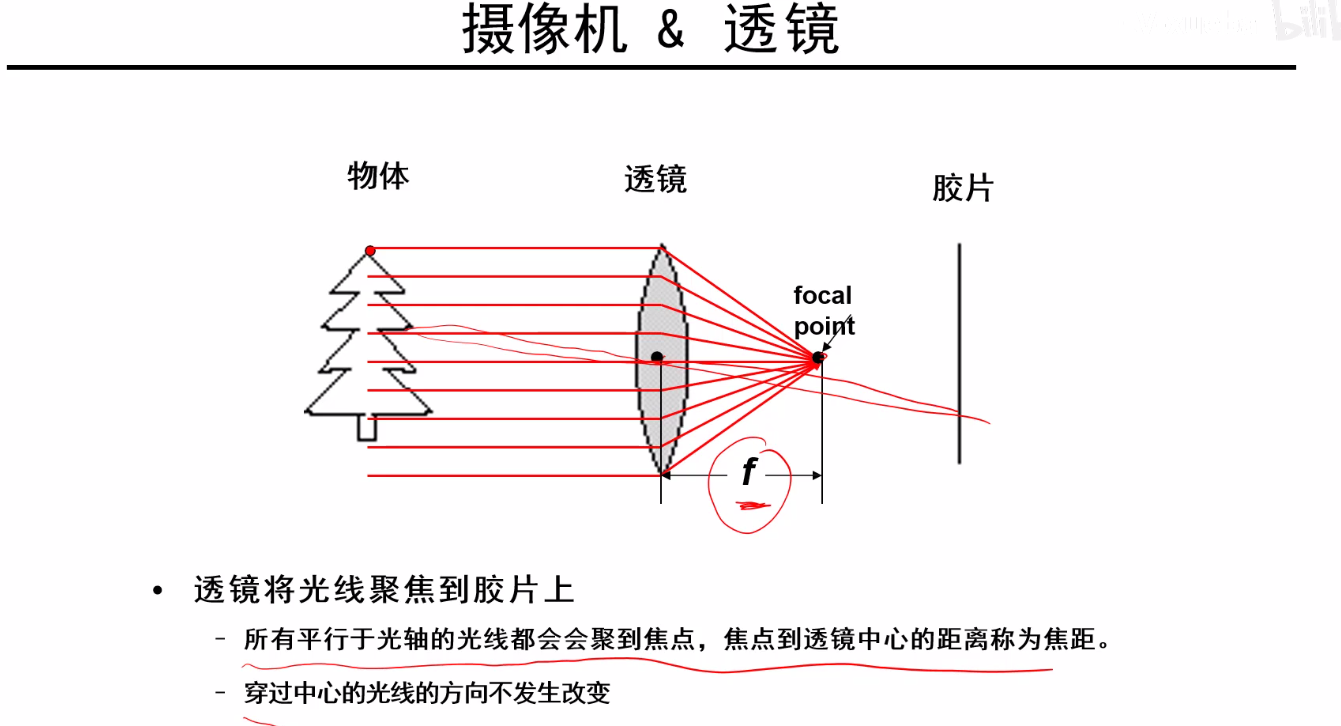 摄像机 & 透镜
物体
透镜
胶片
focal
point
f
• 透镜将光线聚焦到胶片上
– 所有平行于光轴的光线都会会聚到焦点，焦点到透镜中心的距离称为焦距。
– 穿过中心的光线的方向不发生改变